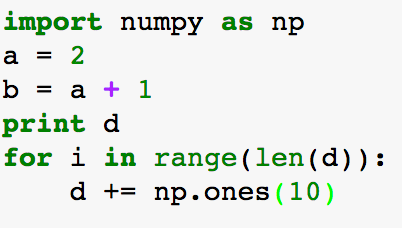 import numpy as np
a = 2
b = a + 1
print d
for i in range(len(d)):
    d += np.ones(10)